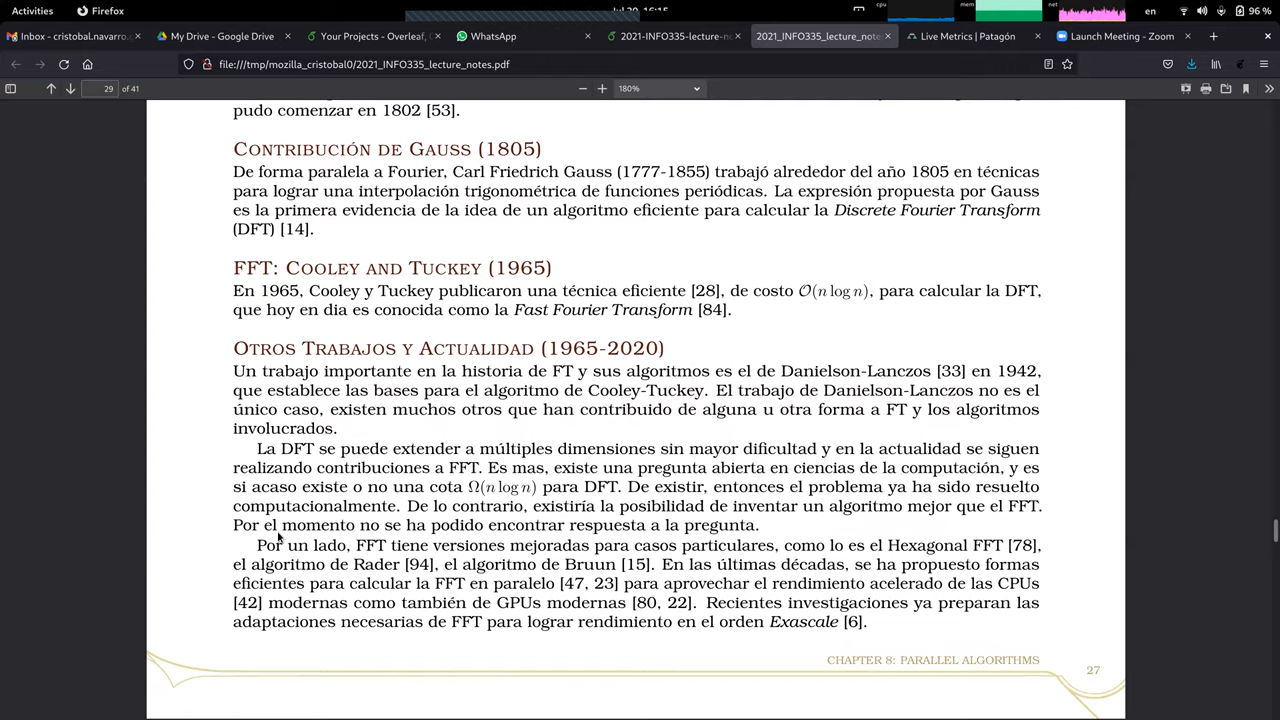 Activities
Firefox
cpu
mem
net
en
96 %
Inbox - cristobal.navarro.g
My Drive - Google Drive
Your Projects - Overleaf,
WhatsApp
2021-INFO335-lecture-n
2021_INFO335_lecture_note
Live Metrics | Patagón
Launch Meeting - Zoom
file:///tmp/mozilla_cristobal0/2021_INFO335_lecture_notes.pdf
29 of 41
180%
pudo comenzar en 1802 [53].
CONTRIBUCIÓN DE GAUSS (1805)
De forma paralela a Fourier, Carl Friedrich Gauss (1777-1855) trabajó alrededor del año 1805 en técnicas
para lograr una interpolación trigonométrica de funciones periódicas. La expresión propuesta por Gauss
es la primera evidencia de la idea de un algoritmo eficiente para calcular la Discrete Fourier Transform
(DFT) [14].
FFT: COOLEY AND TUCKEY (1965)
En 1965, Cooley y Tuckey publicaron una técnica eficiente [28], de costo O(n log n), para calcular la DFT,
que hoy en día es conocida como la Fast Fourier Transform [84].
OTROS TRABAJOS Y ACTUALIDAD (1965-2020)
Un trabajo importante en la historia de FT y sus algoritmos es el de Danielson-Lanczos [33] en 1942,
que establece las bases para el algoritmo de Cooley-Tuckey. El trabajo de Danielson-Lanczos no es el
único caso, existen muchos otros que han contribuido de alguna u otra forma a FT y los algoritmos
involucrados.
La DFT se puede extender a múltiples dimensiones sin mayor dificultad y en la actualidad se siguen
realizando contribuciones a FFT. Es mas, existe una pregunta abierta en ciencias de la computación, y es
si acaso existe o no una cota Ω(n log n) para DFT. De existir, entonces el problema ya ha sido resuelto
computacionalmente. De lo contrario, existiría la posibilidad de inventar un algoritmo mejor que el FFT.
Por el momento no se ha podido encontrar respuesta a la pregunta.
Por un lado, FFT tiene versiones mejoradas para casos particulares, como lo es el Hexagonal FFT [78],
el algoritmo de Rader [94], el algoritmo de Bruun [15]. En las últimas décadas, se ha propuesto formas
eficientes para calcular la FFT en paralelo [47, 23] para aprovechar el rendimiento acelerado de las CPUs
[42] modernas como también de GPUs modernas [80, 22]. Recientes investigaciones ya preparan las
adaptaciones necesarias de FFT para lograr rendimiento en el orden Exascale [6].
CHAPTER 8: PARALLEL ALGORITHMS
27